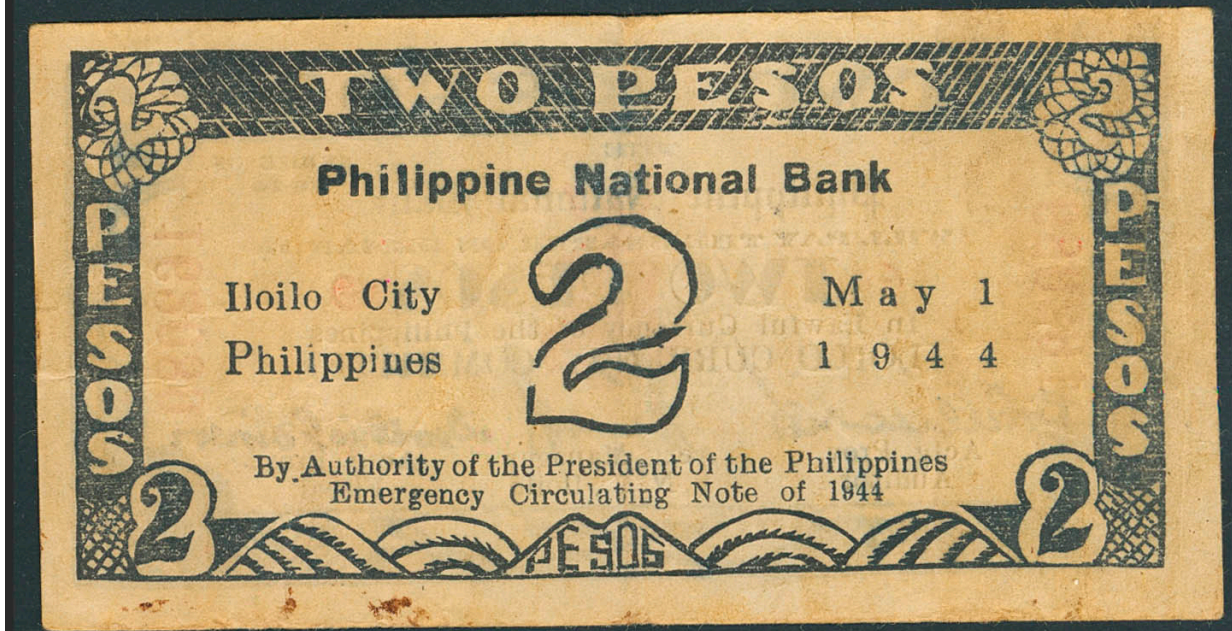 TWO PESOS
2
2
Philippine National Bank
2
Iloilo City
May 1
Philippines
1944
PESOS
PESOS
By Authority of the President of the Philippines
Emergency Circulating Note of 1944
2
PESOS
2